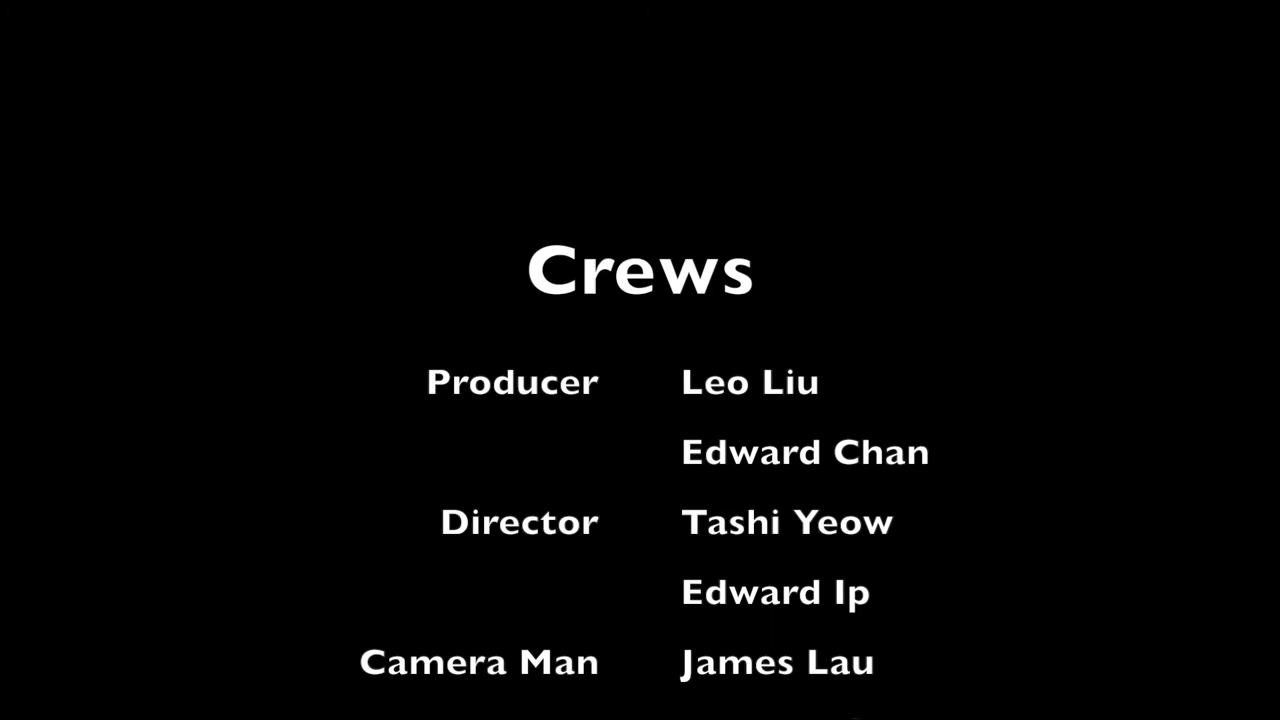 Crews
Producer Leo Liu
Edward Chan
Director Tashi Yeow
Edward Ip
Camera Man James Lau